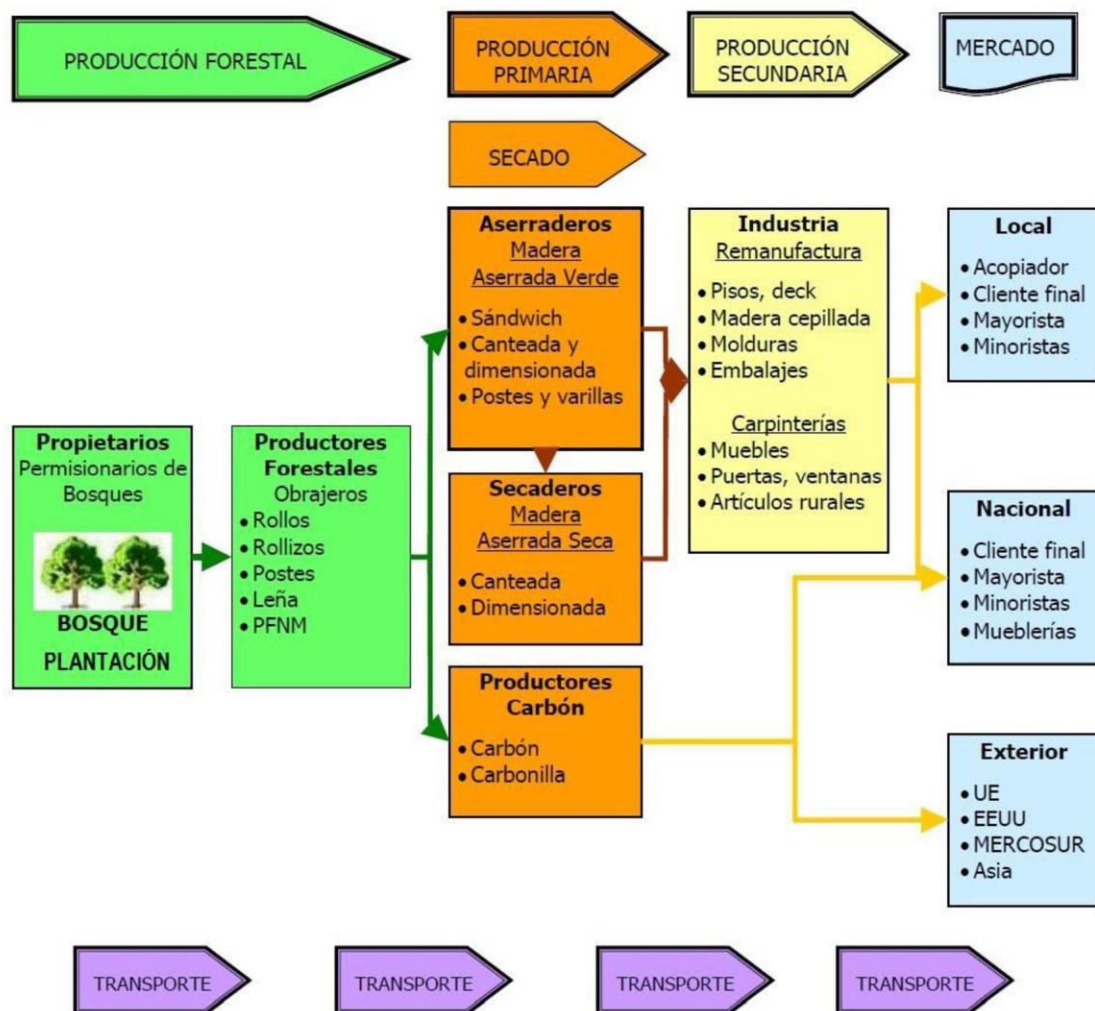 PRODUCCIÓN FORESTAL
PRODUCCIÓN
PRIMARIA
PRODUCCIÓN
SECUNDARIA
MERCADO
SECADO
Propietarios
Permisionarios de
Bosques
BOSQUE
PLANTACIÓN
Productores
Forestales
Obrajeros
• Rollos
• Rollizos
• Postes
• Leña
• PFNM
Aserraderos
Madera
Aserrada Verde
• Sándwich
• Canteada y
dimensionada
• Postes y varillas
Secaderos
Madera
Aserrada Seca
• Canteada
• Dimensionada
Productores
Carbón
• Carbón
• Carbonilla
Industria
Remanufactura
• Pisos, deck
• Madera cepillada
• Molduras
• Embalajes
Carpinterías
• Muebles
• Puertas, ventanas
• Artículos rurales
Local
• Acopiador
• Cliente final
• Mayorista
• Minoristas
Nacional
• Cliente final
• Mayorista
• Minoristas
• Mueblerías
Exterior
• UE
• EEUU
• MERCOSUR
• Asia
TRANSPORTE
TRANSPORTE
TRANSPORTE
TRANSPORTE